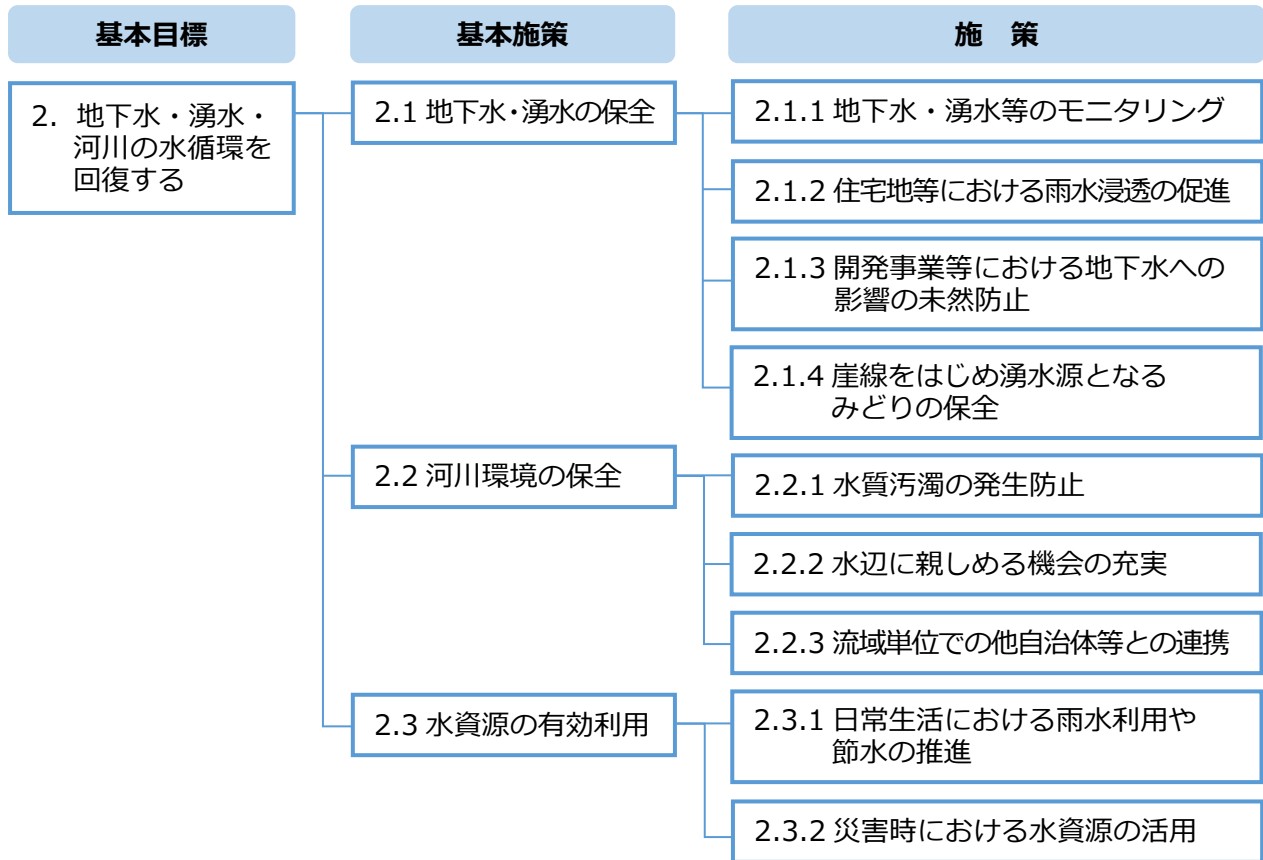 基本目標
基本施策
施　策
2. 地下水・湧水・
河川の水循環を
回復する
2.1 地下水・湧水の保全
2.1.1 地下水・湧水等のモニタリング
2.1.2 住宅地等における雨水浸透の促進
2.1.3 開発事業等における地下水への
影響の未然防止
2.1.4 崖線をはじめ湧水源となる
みどりの保全
2.2 河川環境の保全
2.2.1 水質汚濁の発生防止
2.2.2 水辺に親しめる機会の充実
2.2.3 流域単位での他自治体等との連携
2.3 水資源の有効利用
2.3.1 日常生活における雨水利用や
節水の推進
2.3.2 災害時における水資源の活用